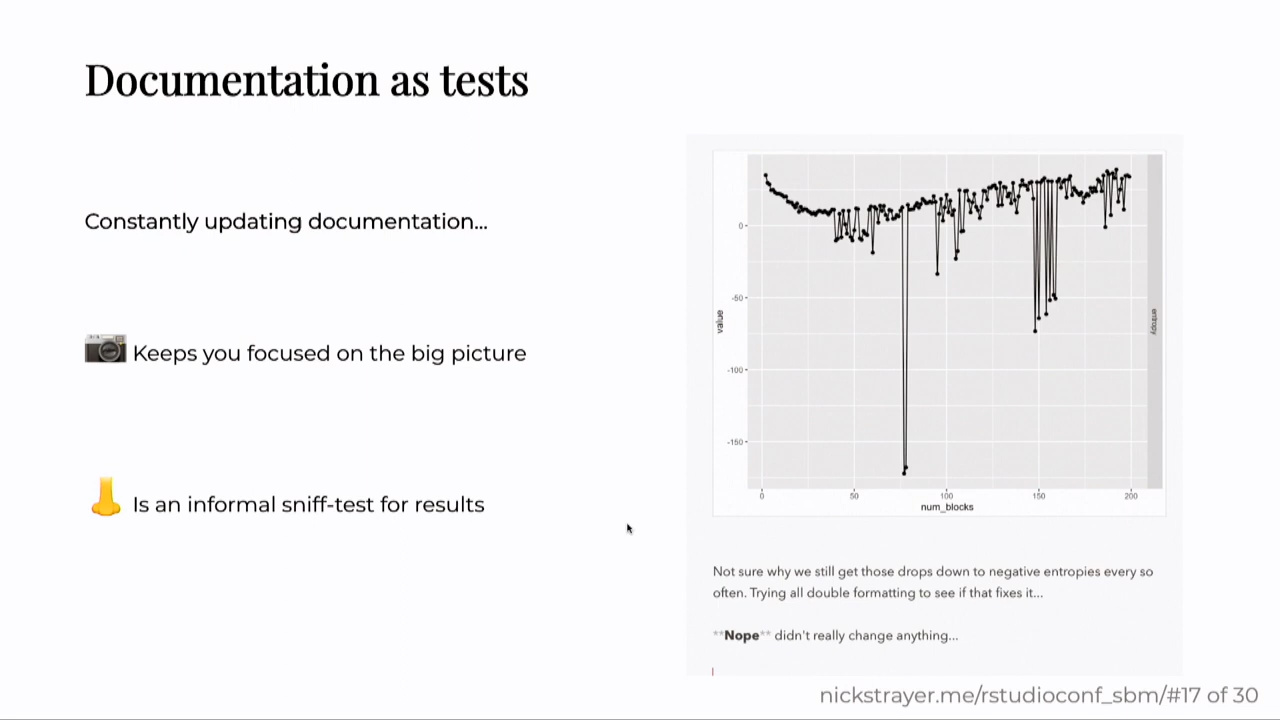 Documentation as tests
Constantly updating documentation...
Keeps you focused on the big picture
Is an informal sniff-test for results
0
-50
-100
-150
value
entropy
0
50
100
150
200
num_blocks
Not sure why we still get those drops down to negative entropies every so
often. Trying all double formatting to see if that fixes it...
**Nope** didn't really change anything...
nickstrayer.me/rstudioconf_sbm/#17 of 30